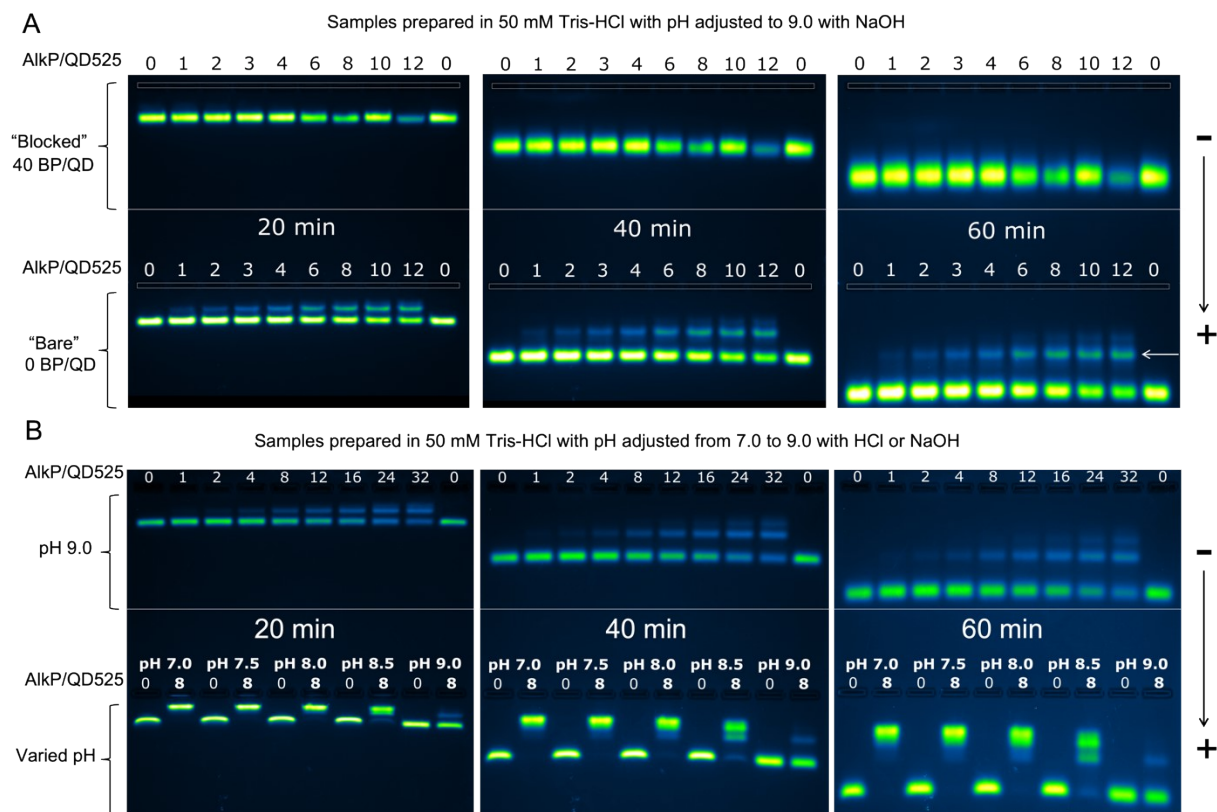 A
Samples prepared in 50 mM Tris-HCl with pH adjusted to 9.0 with NaOH
AlkP/QD525 0 1 2 3 4 6 8 10 12 0 0 1 2 3 4 6 8 10 12 0 0 1 2 3 4 6 8 10 12 0
“Blocked”
40 BP/QD
-
20 min 40 min 60 min
AlkP/QD525 0 1 2 3 4 6 8 10 12 0 0 1 2 3 4 6 8 10 12 0 0 1 2 3 4 6 8 10 12 0
“Bare”
0 BP/QD
+
B
Samples prepared in 50 mM Tris-HCl with pH adjusted from 7.0 to 9.0 with HCl or NaOH
AlkP/QD525 0 1 2 4 8 12 16 24 32 0 0 1 2 4 8 12 16 24 32 0 0 1 2 4 8 12 16 24 32 0
pH 9.0
-
20 min 40 min 60 min
pH 7.0 pH 7.5 pH 8.0 pH 8.5 pH 9.0 pH 7.0 pH 7.5 pH 8.0 pH 8.5 pH 9.0 pH 7.0 pH 7.5 pH 8.0 pH 8.5 pH 9.0
AlkP/QD525 0 8 0 8 0 8 0 8 0 8 0 8 0 8 0 8 0 8 0 8 0 8 0 8 0 8 0 8 0 8
Varied pH
+